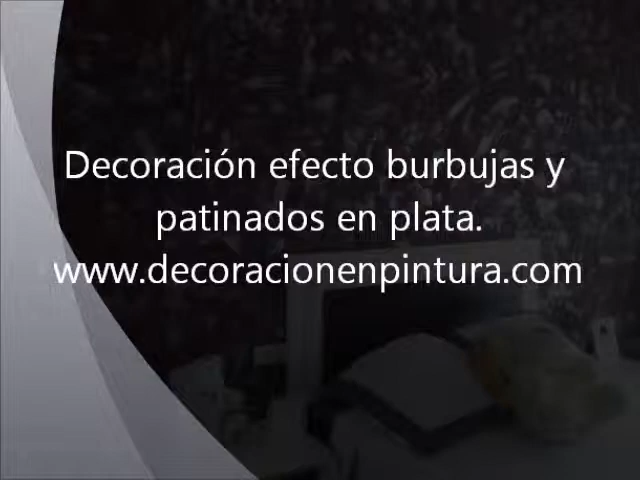 Decoración efecto burbujas y
patinados en plata.
www.decoracionenpintura.com